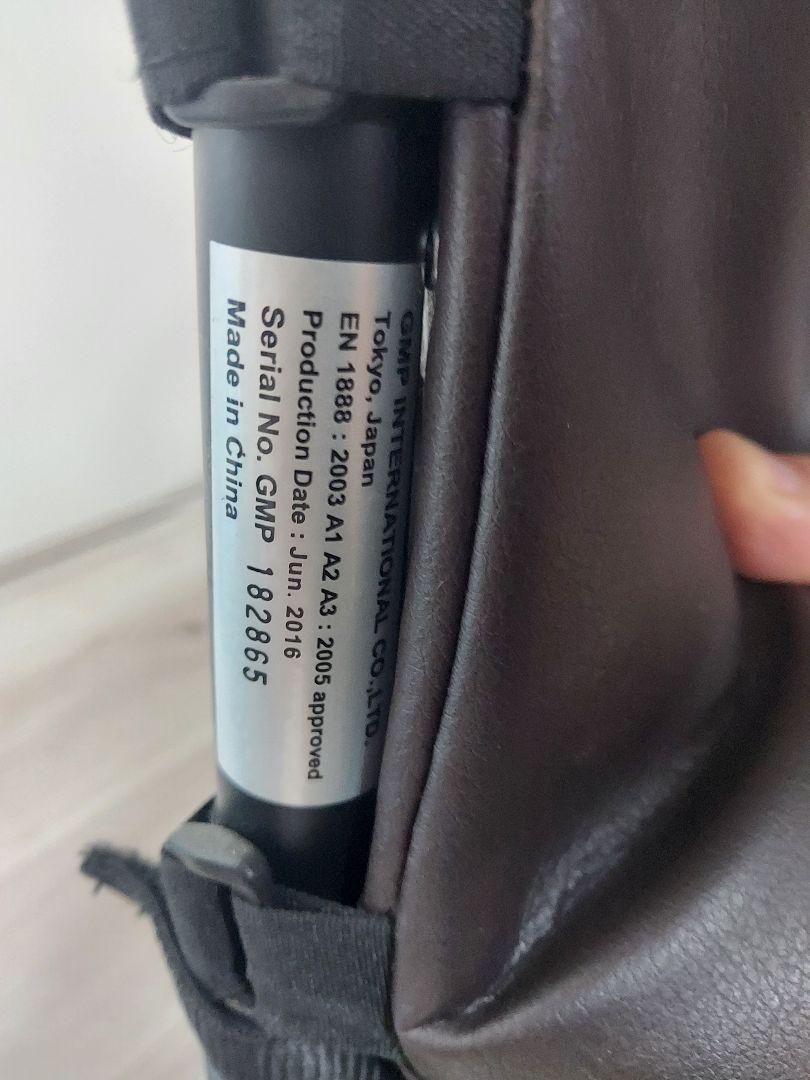 GMP INTERNATIONAL CO.,LTD.
Tokyo, Japan
EN 1888 : 2003 A1 A2 A3 : 2005 approved
Production Date : Jun. 2016
Serial No. GMP 182865
Made in China